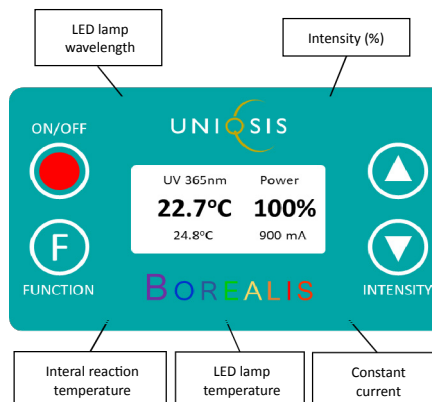 LED lamp
wavelength
Intensity (%)
ON/OFF
UNIQSIS
UV 365nm Power
22.7°C 100%
24.8°C 900 mA
F
FUNCTION
INTENSITY
BOREALIS
Interal reaction
temperature
LED lamp
temperature
Constant
current